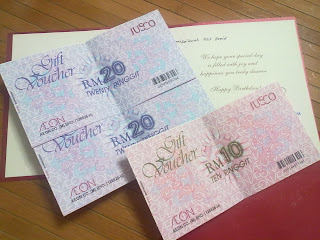 We hope your special day
is filled with joy and
happiness you truly deserve
Happy Birthday
JUSCO
Gift
Voucher
RM20
TWENTY RINGGIT
ÆON
Gift
Voucher
RM20
TWENTY RINGGIT
ÆON
JUSCO
Gift
Voucher
RM10
TEN RINGGIT
ÆON